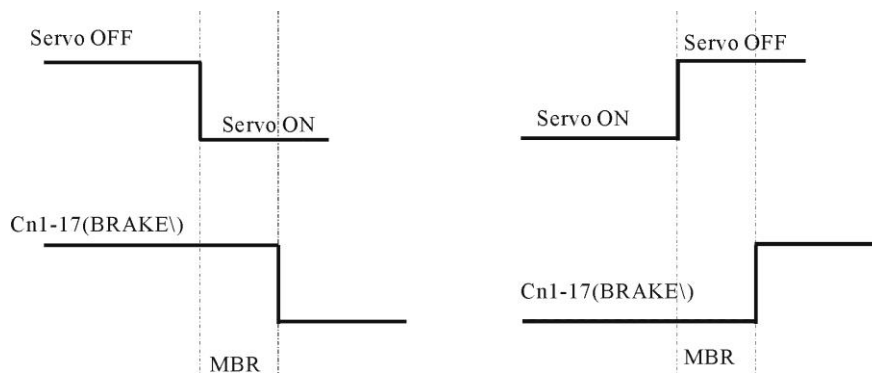 Servo OFF
Servo ON
Cn1-17(BRAKE\)
MBR
Servo OFF
Servo ON
Cn1-17(BRAKE\)
MBR